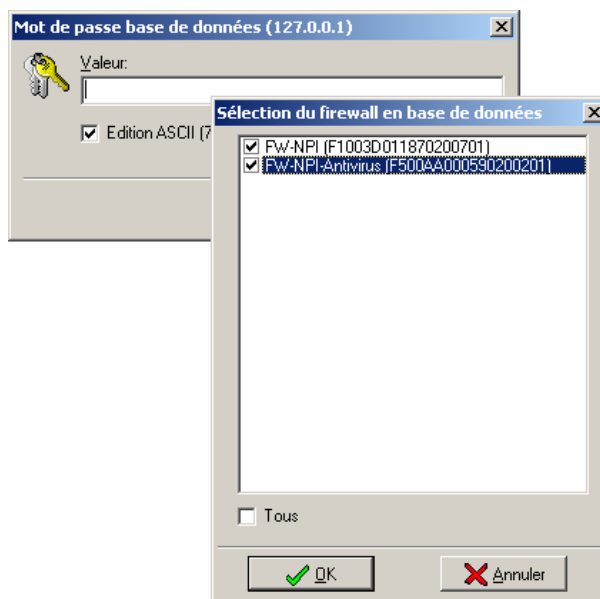 Mot de passe base de données (127.0.0.1)
Valeur:
Edition ASCII (7
Sélection du firewall en base de données
FW-NPI (F1003D011870200701)
FW-NPI-Antivirus (F500AA000590200201)
Tous
OK
Annuler